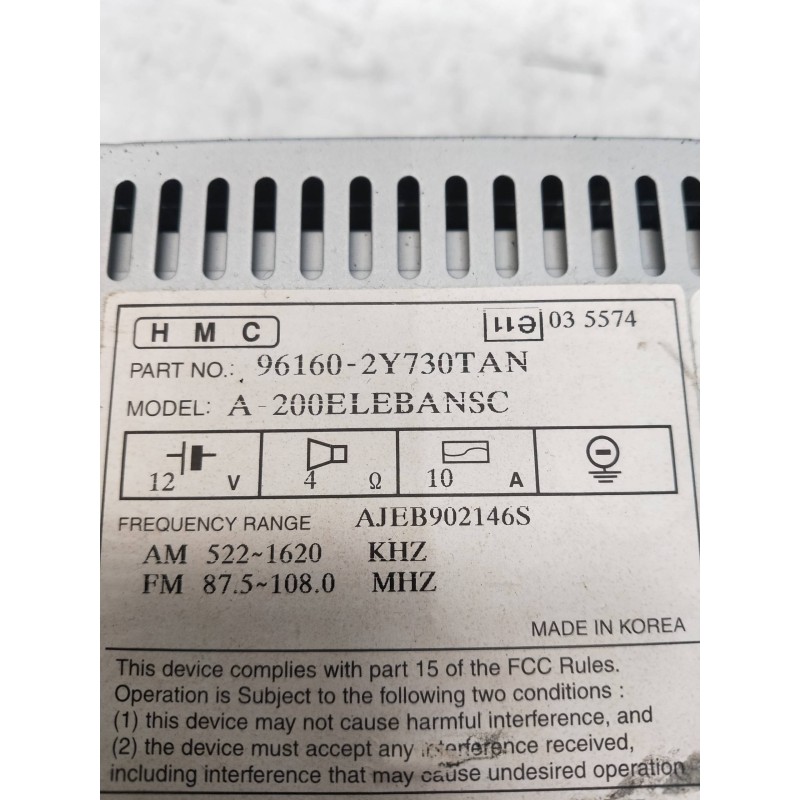 HMC
E11 03 5574
PART NO.: 96160-2Y730TAN
MODEL: A-200ELEBANSC
12 V 4 Ω 10 A
FREQUENCY RANGE AJEB902146S
AM 522~1620 KHZ
FM 87.5~108.0 MHZ
MADE IN KOREA
This device complies with part 15 of the FCC Rules.
Operation is Subject to the following two conditions :
(1) this device may not cause harmful interference, and
(2) the device must accept any interference received,
including interference that may cause undesired operation